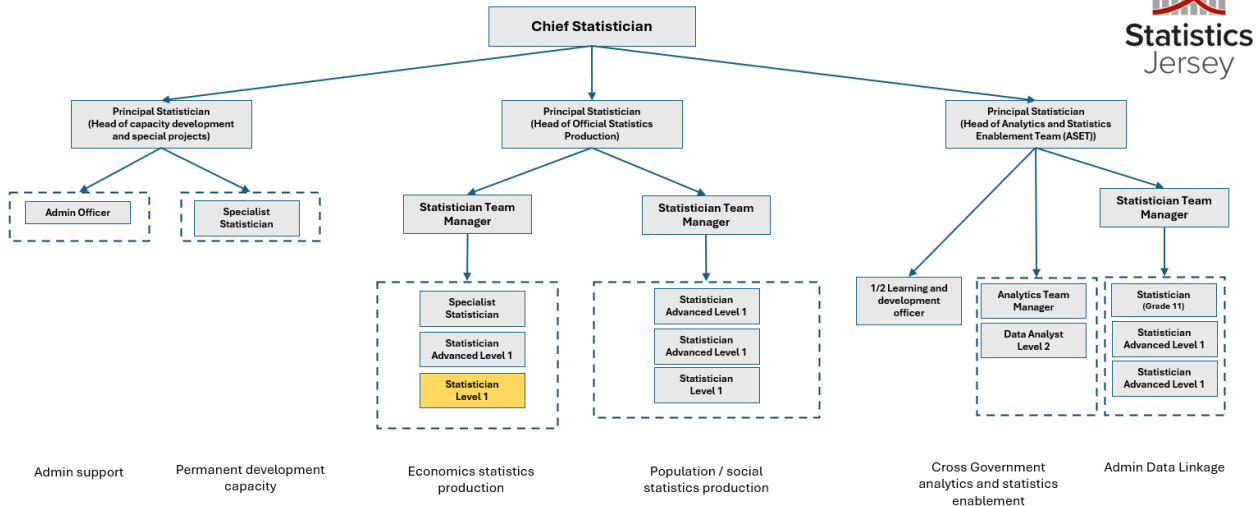 Chief Statistician
Statistics
Jersey
Principal Statistician
(Head of capacity development
and special projects)
Principal Statistician
(Head of Official Statistics
Production)
Principal Statistician
(Head of Analytics and Statistics
Enablement Team (ASET))
Admin Officer
Specialist
Statistician
Statistician Team
Manager
Statistician Team
Manager
Statistician Team
Manager
Specialist
Statistician
Statistician
Advanced Level 1
Statistician
Level 1
Statistician
Advanced Level 1
Statistician
Advanced Level 1
Statistician
Level 1
1/2 Learning and
development
officer
Analytics Team
Manager
Data Analyst
Level 2
Statistician
(Grade 11)
Statistician
Advanced Level 1
Statistician
Advanced Level 1
Admin support
Permanent development
capacity
Economics statistics
production
Population / social
statistics production
Cross Government
analytics and statistics
enablement
Admin Data Linkage